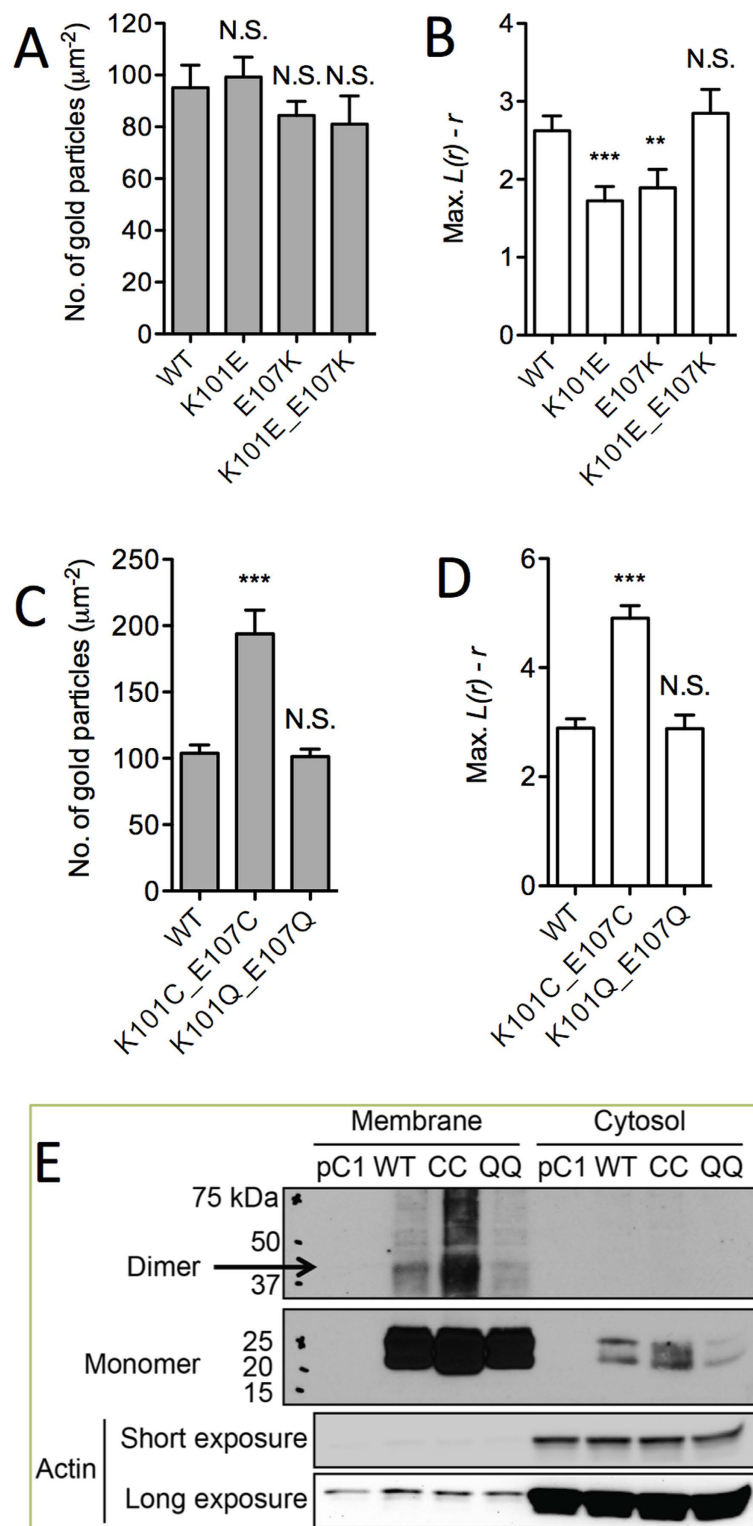 A
No. of gold particles (µm⁻²)
140
120
100
80
60
40
20
0
N.S.
N.S. N.S.
WT
K101E
E107K
K101E_E107K
B
Max. L(r) - r
4
3
2
1
0
***
**
N.S.
WT
K101E
E107K
K101E_E107K
C
No. of gold particles (µm⁻²)
250
200
150
100
50
0
***
N.S.
WT
K101C_E107C
K101Q_E107Q
D
Max. L(r) - r
6
4
2
0
***
N.S.
WT
K101C_E107C
K101Q_E107Q
E
Membrane Cytosol
pC1 WT CC QQ pC1 WT CC QQ
75 kDa
50
Dimer
37
25
Monomer
20
15
Actin
Short exposure
Long exposure